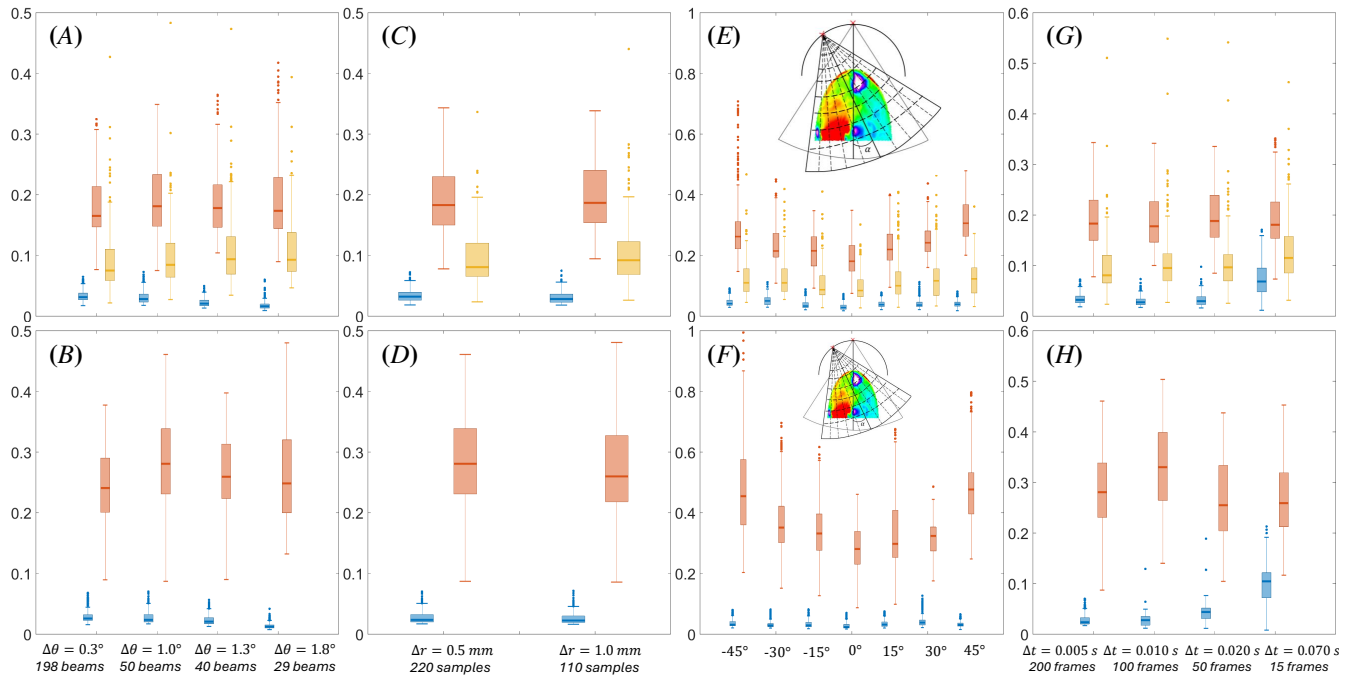 (A)
0.5
0.4
0.3
0.2
0.1
0
(C)
0.5
0.4
0.3
0.2
0.1
0
(E)
1
0.8
0.6
0.4
0.2
0
α
(G)
0.6
0.5
0.4
0.3
0.2
0.1
0
(B)
0.5
0.4
0.3
0.2
0.1
0
Δθ = 0.3° Δθ = 1.0° Δθ = 1.3° Δθ = 1.8°
198 beams 50 beams 40 beams 29 beams
(D)
0.5
0.4
0.3
0.2
0.1
0
Δr = 0.5 mm Δr = 1.0 mm
220 samples 110 samples
(F)
1
0.8
0.6
0.4
0.2
0
α
-45° -30° -15° 0° 15° 30° 45°
(H)
0.6
0.5
0.4
0.3
0.2
0.1
0
Δt = 0.005 s Δt = 0.010 s Δt = 0.020 s Δt = 0.070 s
200 frames 100 frames 50 frames 15 frames